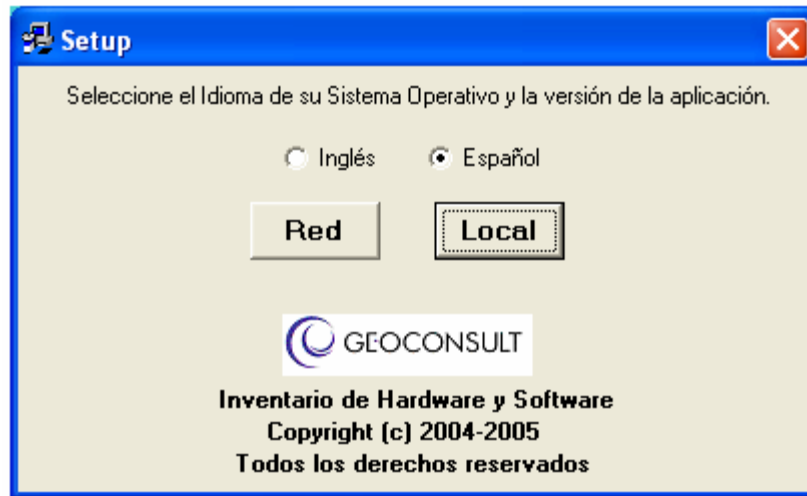 Setup
Seleccione el Idioma de su Sistema Operativo y la versión de la aplicación.
Inglés Español
Red Local
GEOCONSULT
Inventario de Hardware y Software
Copyright (c) 2004-2005
Todos los derechos reservados